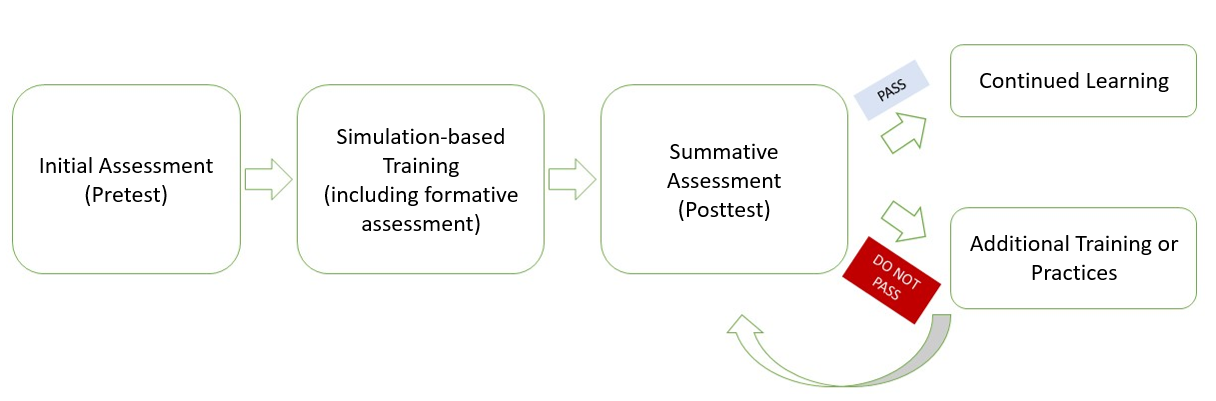 Initial Assessment
(Pretest)
Simulation-based
Training
(including formative
assessment)
Summative
Assessment
(Posttest)
PASS
Continued Learning
DO NOT
PASS
Additional Training or
Practices